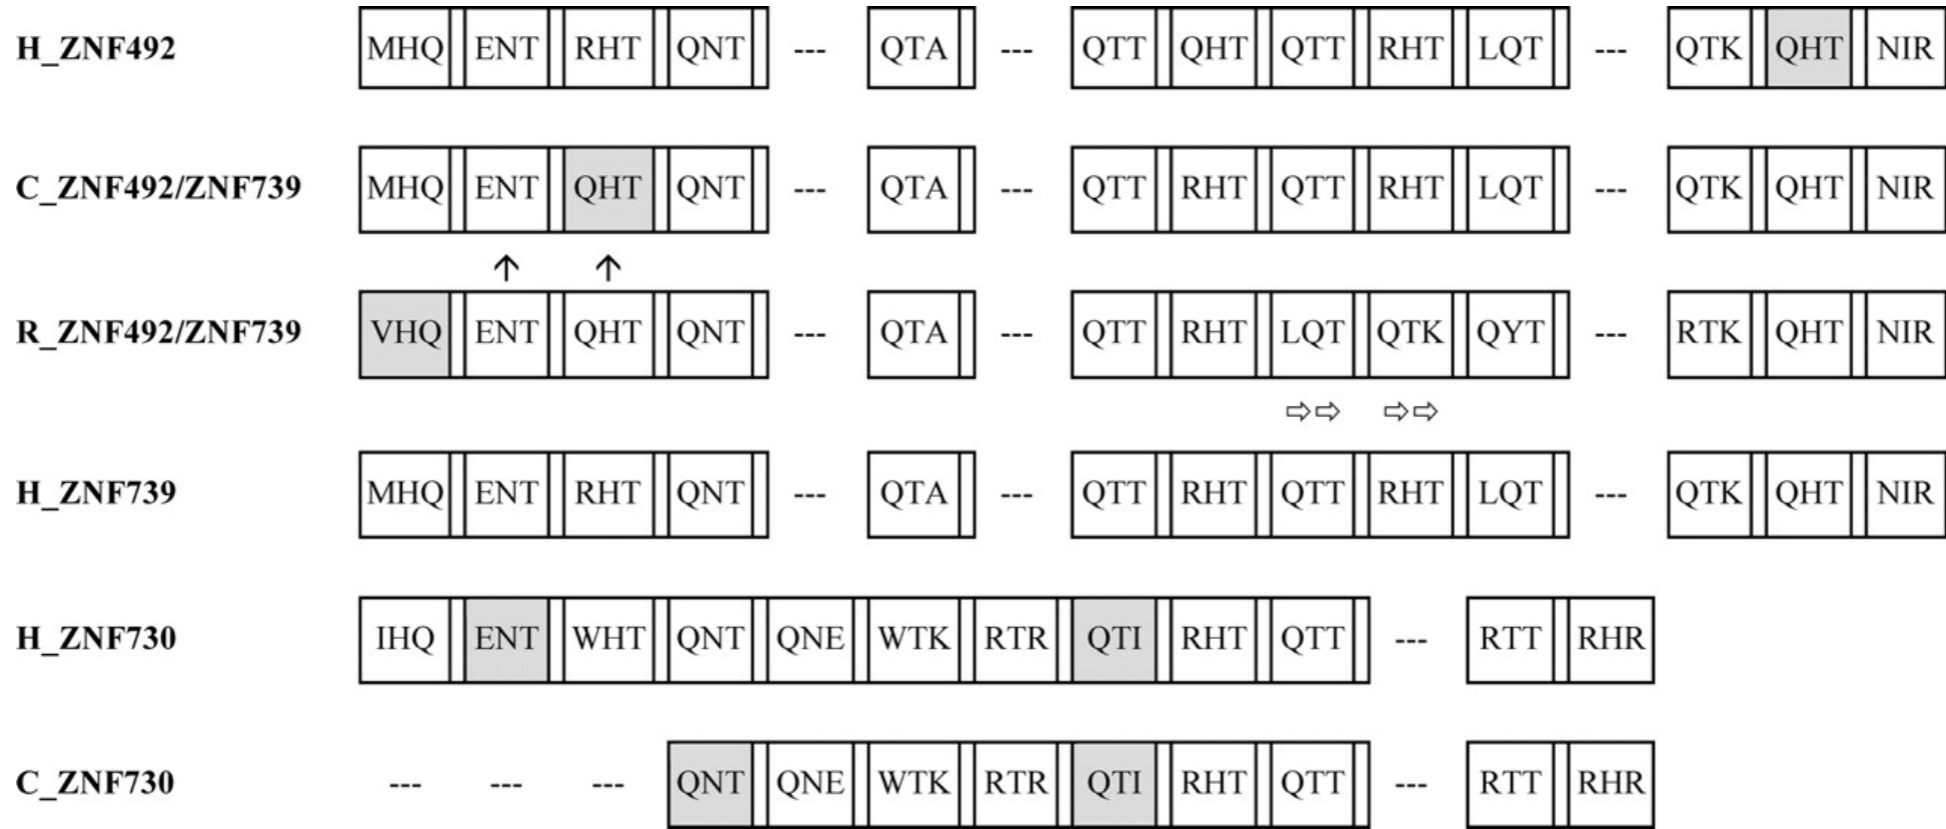 H_ZNF492 MHQ ENT RHT QNT --- QTA --- QTT QHT QTT RHT LQT --- QTK QHT NIR
C_ZNF492/ZNF739 MHQ ENT QHT QNT --- QTA --- QTT RHT QTT RHT LQT --- QTK QHT NIR
↑ ↑
R_ZNF492/ZNF739 VHQ ENT QHT QNT --- QTA --- QTT RHT LQT QTK QYT --- RTK QHT NIR
⇨⇨ ⇨⇨
H_ZNF739 MHQ ENT RHT QNT --- QTA --- QTT RHT QTT RHT LQT --- QTK QHT NIR
H_ZNF730 IHQ ENT WHT QNT QNE WTK RTR QTI RHT QTT --- RTT RHR
C_ZNF730 --- --- --- QNT QNE WTK RTR QTI RHT QTT --- RTT RHR